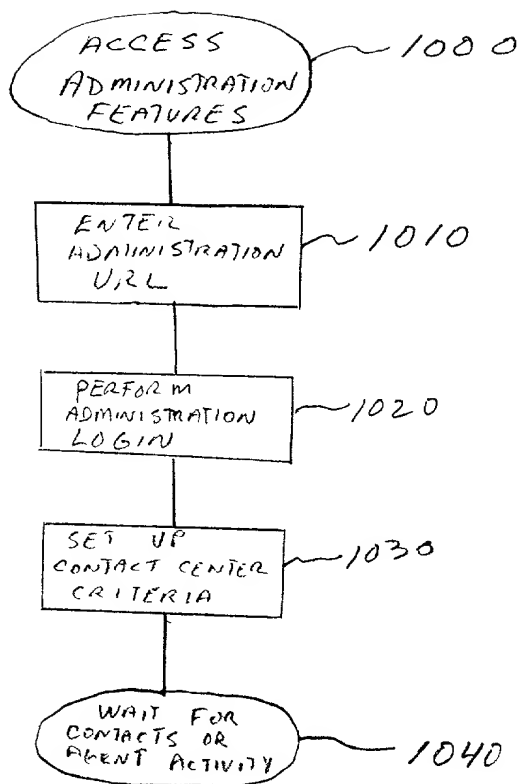 ACCESS
ADMINISTRATION
FEATURES
1000
ENTER
ADMINISTRATION
URL
1010
PERFORM
ADMINISTRATION
LOGIN
1020
SET UP
CONTACT CENTER
CRITERIA
1030
WAIT FOR
CONTACTS OR
AGENT ACTIVITY
1040